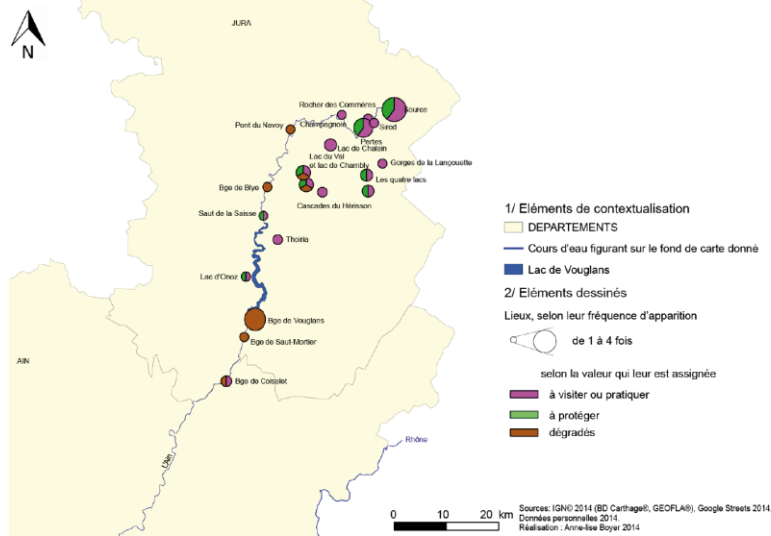 JURA
N
Rocher des Commères
Source
Champagnole
Sirod
Pont du Navoy
Pertes
Lac de Chalain
Lac du Val
et lac de Chambly
Gorges de la Langouette
Les quatre lacs
Bge de Blye
Cascades du Hérisson
Saut de la Saisse
Thoiria
Lac d'Onoz
Bge de Vouglans
Bge de Saut-Mortier
AIN
Bge de Coiselet
L'Ain
Rhône
1/ Eléments de contextualisation
DEPARTEMENTS
Cours d'eau figurant sur le fond de carte donné
Lac de Vouglans
2/ Eléments dessinés
Lieux, selon leur fréquence d'apparition
de 1 à 4 fois
selon la valeur qui leur est assignée
à visiter ou pratiquer
à protéger
dégradés
0 10 20 km
Sources: IGN© 2014 (BD Carthage®, GEOFLA®), Google Streets 2014.
Données personnelles 2014.
Réalisation : Anne-lise Boyer 2014